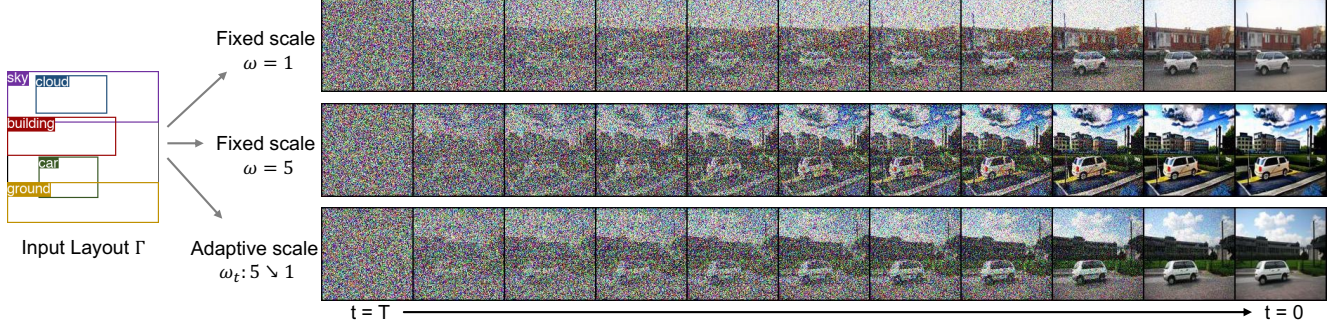 sky
cloud
building
car
ground
Input Layout Γ
Fixed scale
ω = 1
Fixed scale
ω = 5
Adaptive scale
ω_t: 5 ↘ 1
t = T
t = 0